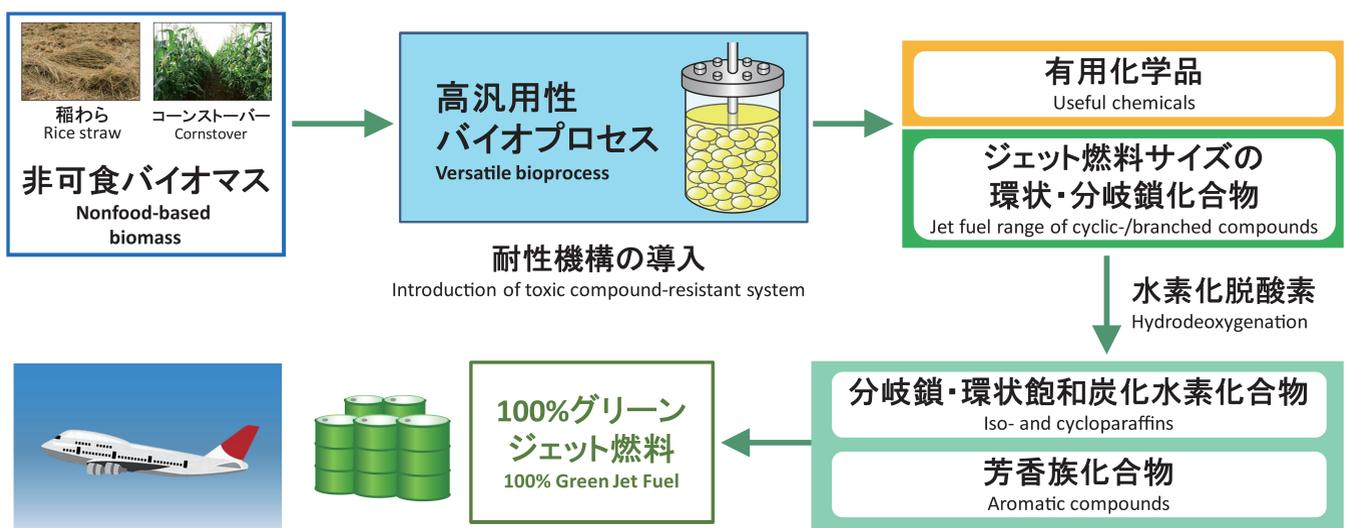 稲わら
Rice straw
コーンストーバー
Cornstover
非可食バイオマス
Nonfood-based
biomass
高汎用性
バイオプロセス
Versatile bioprocess
耐性機構の導入
Introduction of toxic compound-resistant system
有用化学品
Useful chemicals
ジェット燃料サイズの
環状・分岐鎖化合物
Jet fuel range of cyclic-/branched compounds
水素化脱酸素
Hydrodeoxygenation
分岐鎖・環状飽和炭化水素化合物
Iso- and cycloparaffins
芳香族化合物
Aromatic compounds
100%グリーン
ジェット燃料
100% Green Jet Fuel